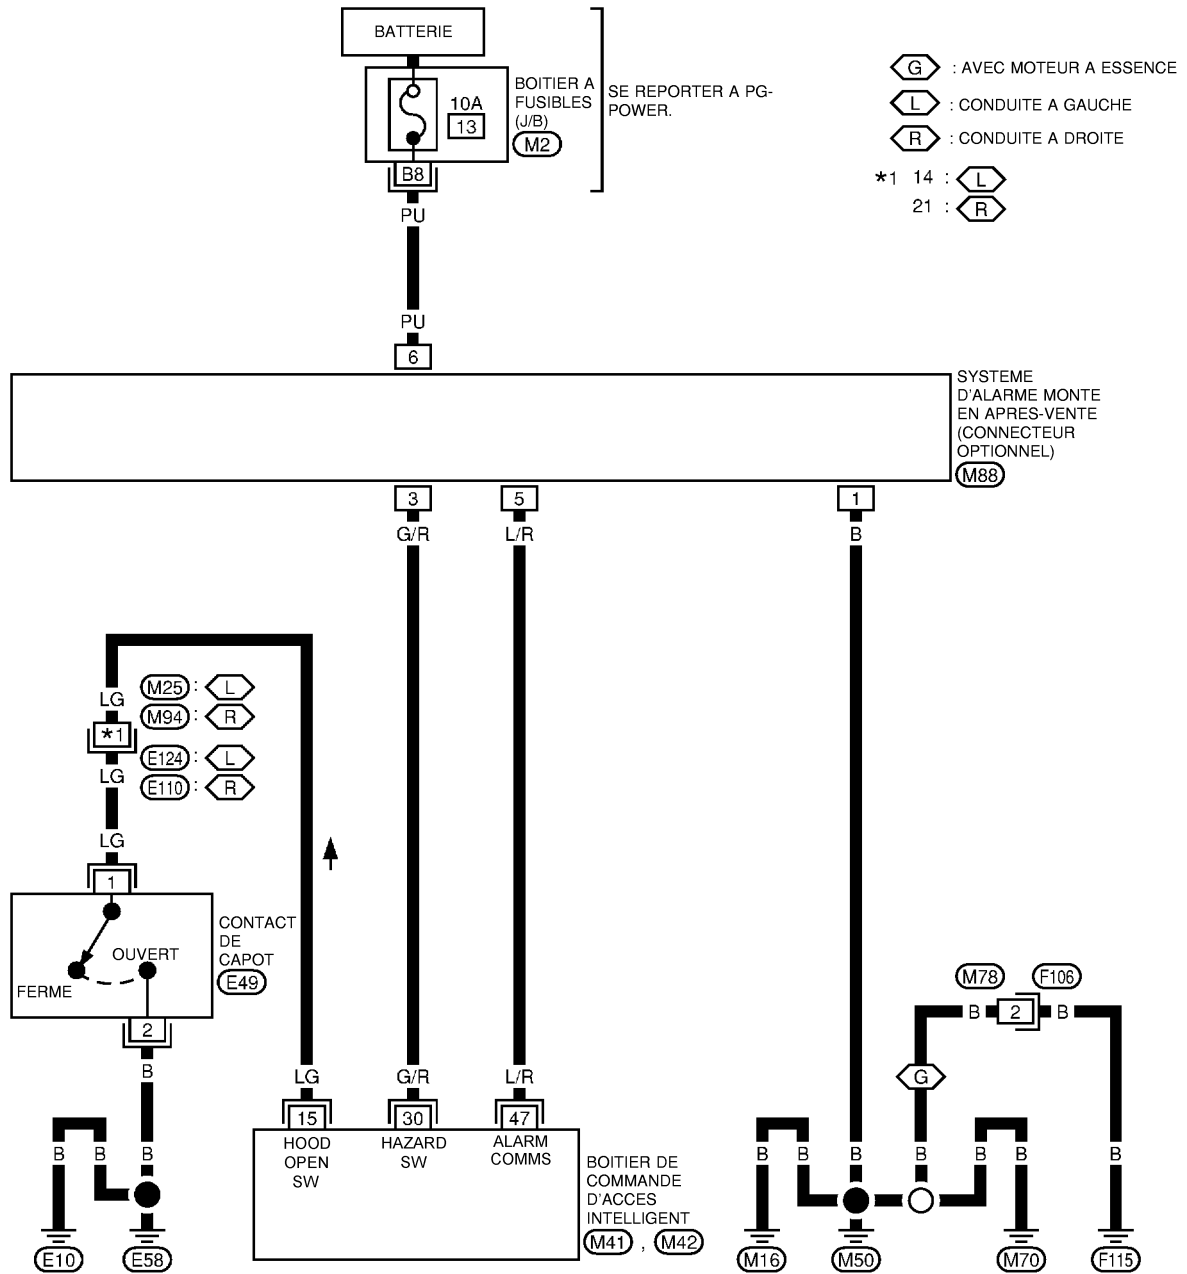 BATTERIE
BOITIER A
FUSIBLES
(J/B)
M2
10A
13
SE REPORTER A PG-
POWER.
G : AVEC MOTEUR A ESSENCE
L : CONDUITE A GAUCHE
R : CONDUITE A DROITE
*1 14 : L
21 : R
B8
PU
PU
6
SYSTEME
D'ALARME MONTE
EN APRES-VENTE
(CONNECTEUR
OPTIONNEL)
M88
3 5 1
G/R L/R B
LG
M25 : L
M94 : R
*1
E124 : L
E110 : R
LG
LG
1
CONTACT
DE
CAPOT
E49
OUVERT
FERME
2
B
M78 F106
B 2 B
G
LG G/R L/R
15 30 47
HOOD
OPEN
SW
HAZARD
SW
ALARM
COMMS
BOITIER DE
COMMANDE
D'ACCES
INTELLIGENT
M41 , M42
B B B
B B B B B B B
E10 E58
M16 M50 M70 F115